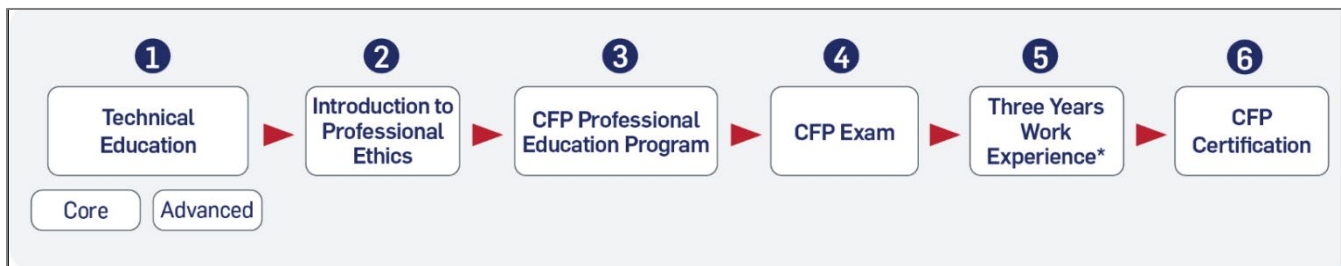 1
Technical
Education
Core
Advanced
2
Introduction to
Professional
Ethics
3
CFP Professional
Education Program
4
CFP Exam
5
Three Years
Work
Experience*
6
CFP
Certification